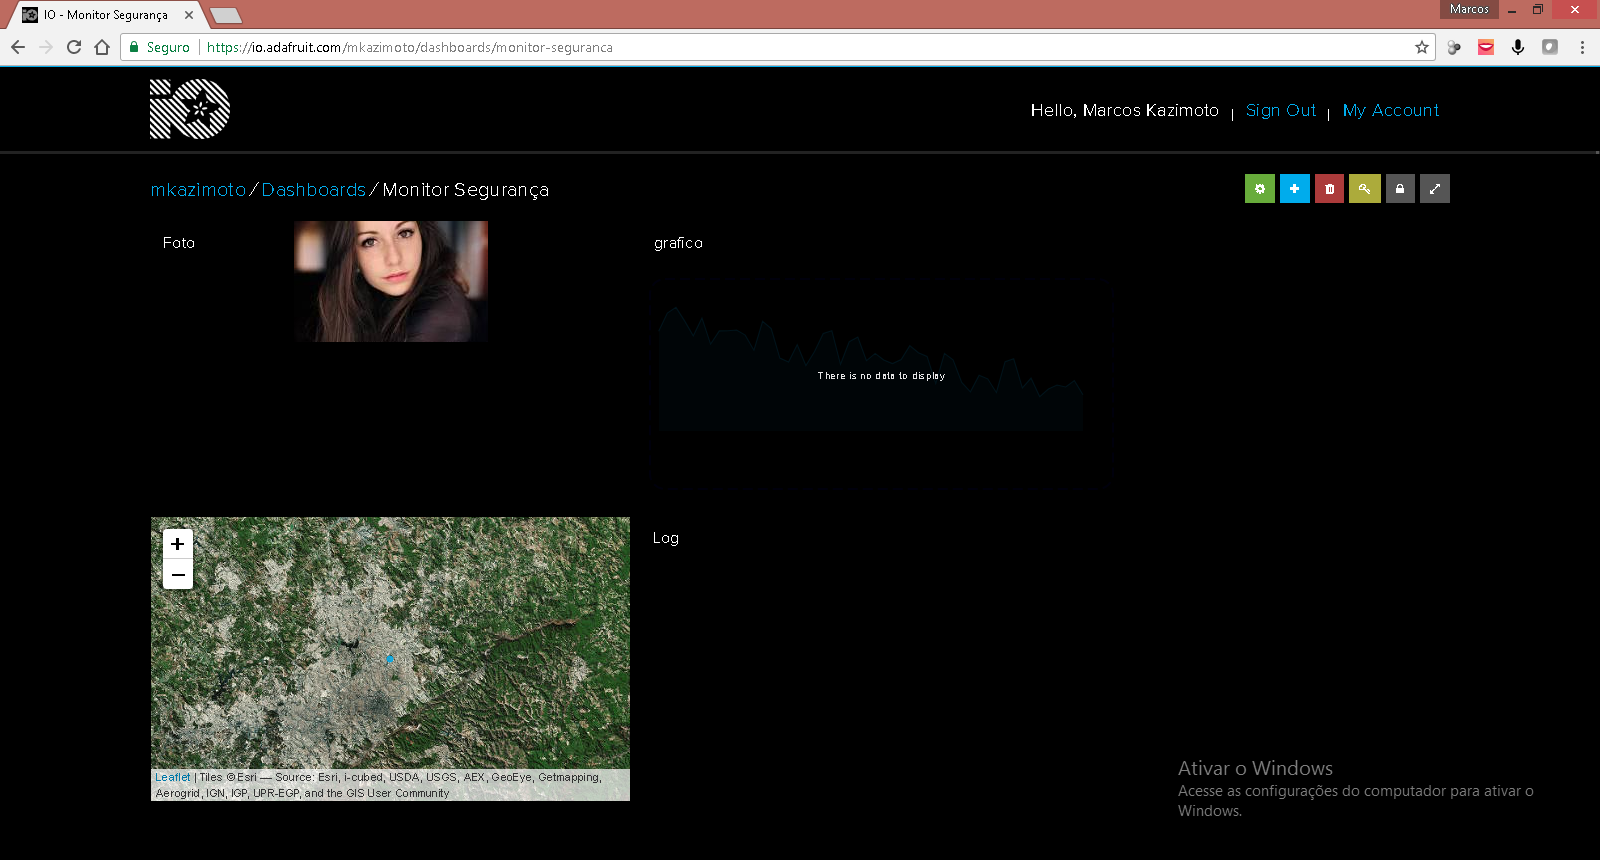 IO - Monitor Segurança
Marcos
Seguro
https://io.adafruit.com/mkazimoto/dashboards/monitor-seguranca
iO
Hello, Marcos Kazimoto
Sign Out
My Account
mkazimoto / Dashboards / Monitor Segurança
Foto
grafico
There is no data to display
+
−
Log
Leaflet | Tiles © Esri — Source: Esri, i-cubed, USDA, USGS, AEX, GeoEye, Getmapping,
Aerogrid, IGN, IGP, UPR-EGP, and the GIS User Community
Ativar o Windows
Acesse as configurações do computador para ativar o
Windows.